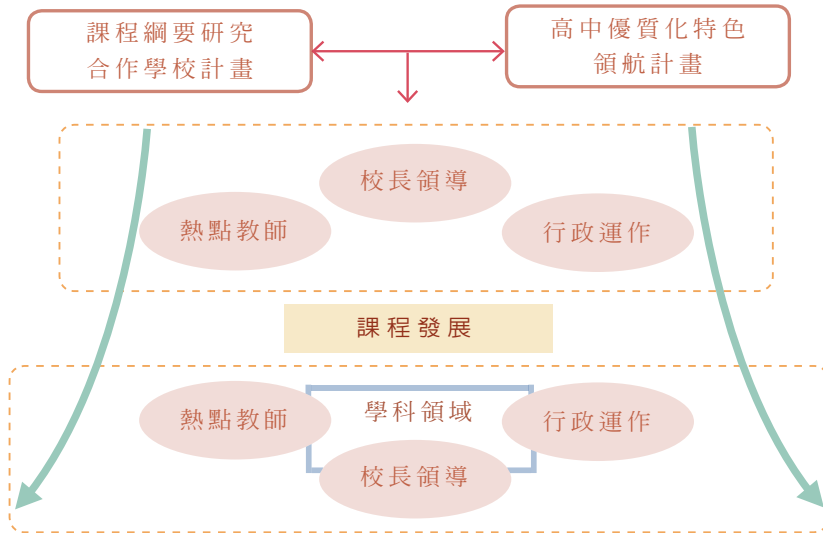 課程綱要研究
合作學校計畫
高中優質化特色
領航計畫
校長領導
熱點教師
行政運作
課程發展
熱點教師
學科領域
行政運作
校長領導